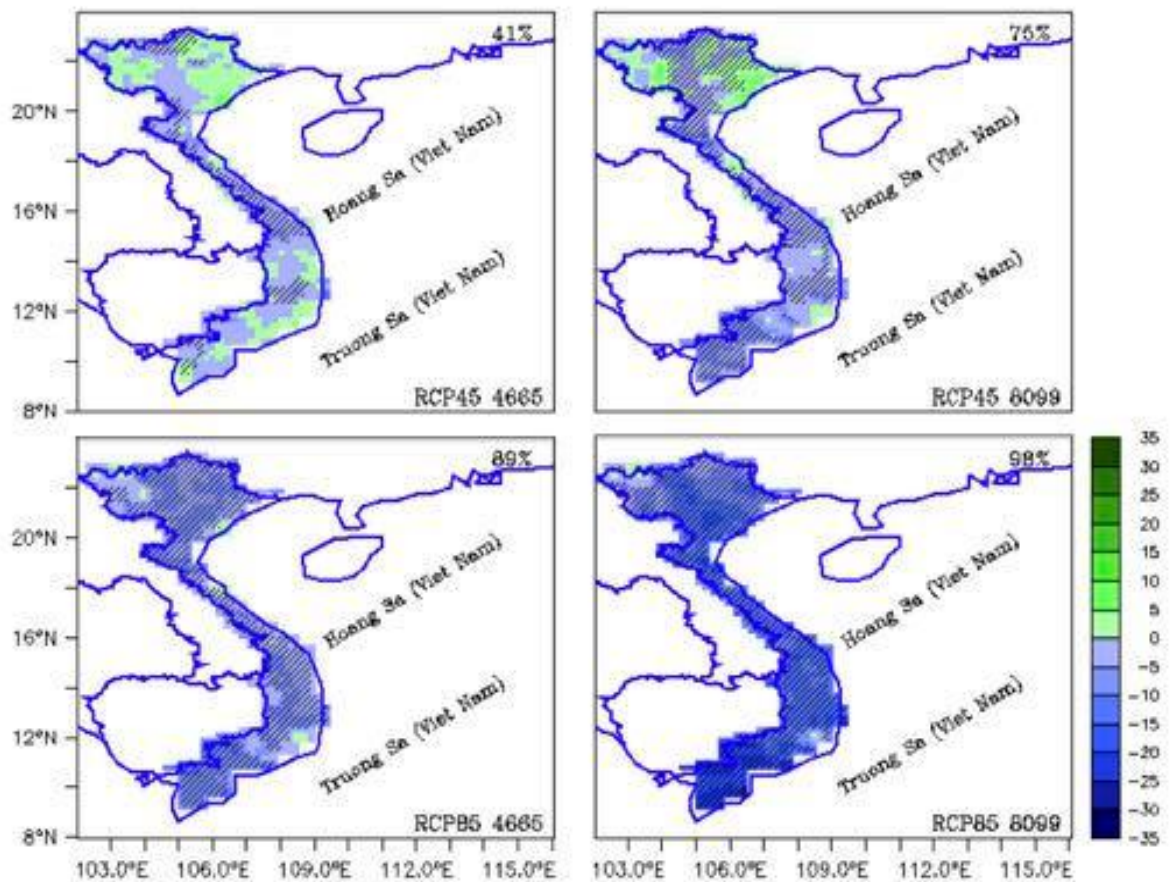 41%
75%
20°N
16°N
12°N
8°N
Hoang Sa (Viet Nam)
Truong Sa (Viet Nam)
RCP45 4665
Hoang Sa (Viet Nam)
Truong Sa (Viet Nam)
RCP45 8099
89%
98%
20°N
16°N
12°N
8°N
Hoang Sa (Viet Nam)
Truong Sa (Viet Nam)
RCP85 4665
Hoang Sa (Viet Nam)
Truong Sa (Viet Nam)
RCP85 8099
35
30
25
20
15
10
5
0
-5
-10
-15
-20
-25
-30
-35
103.0°E 106.0°E 109.0°E 112.0°E 115.0°E
103.0°E 106.0°E 109.0°E 112.0°E 115.0°E